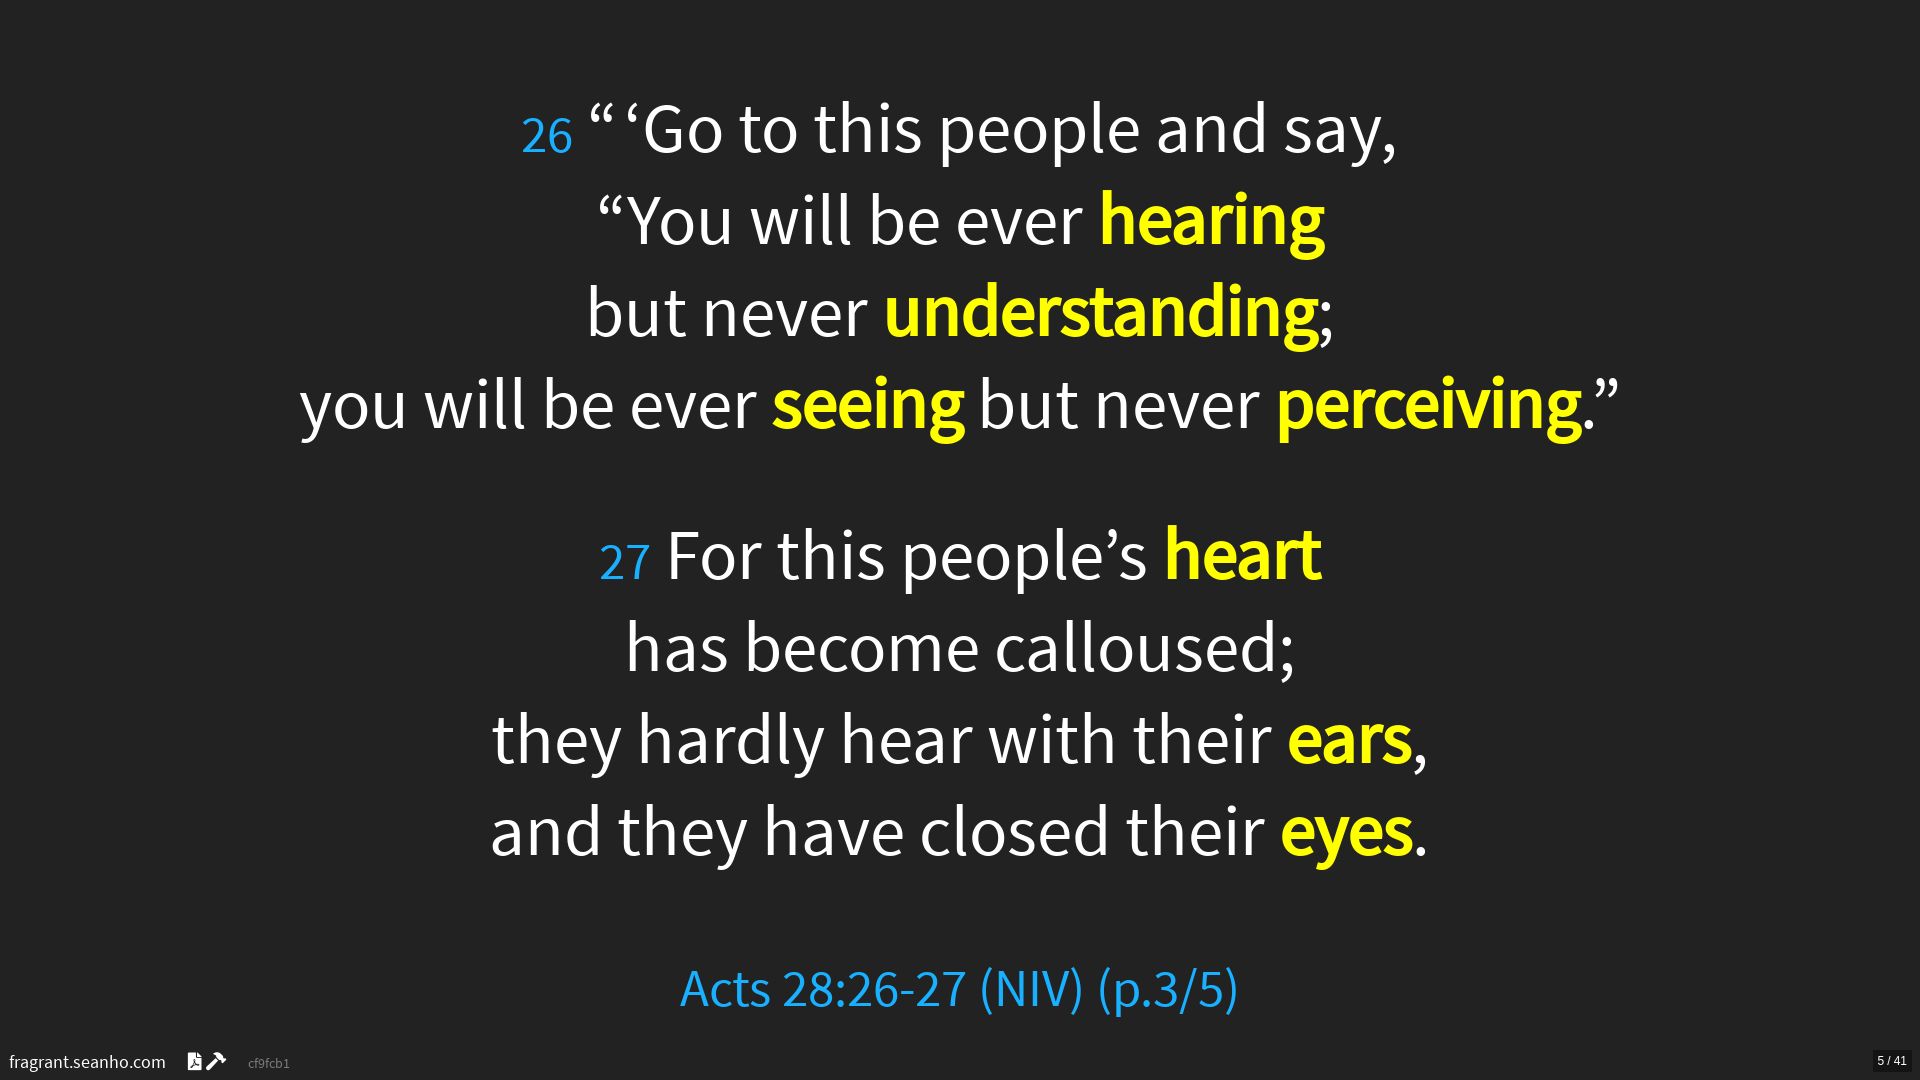 26 “ ‘Go to this people and say,
“You will be ever hearing
but never understanding;
you will be ever seeing but never perceiving.”
27 For this people’s heart
has become calloused;
they hardly hear with their ears,
and they have closed their eyes.
Acts 28:26-27 (NIV) (p.3/5)
fragrant.seanho.com cf9fcb1
5 / 41